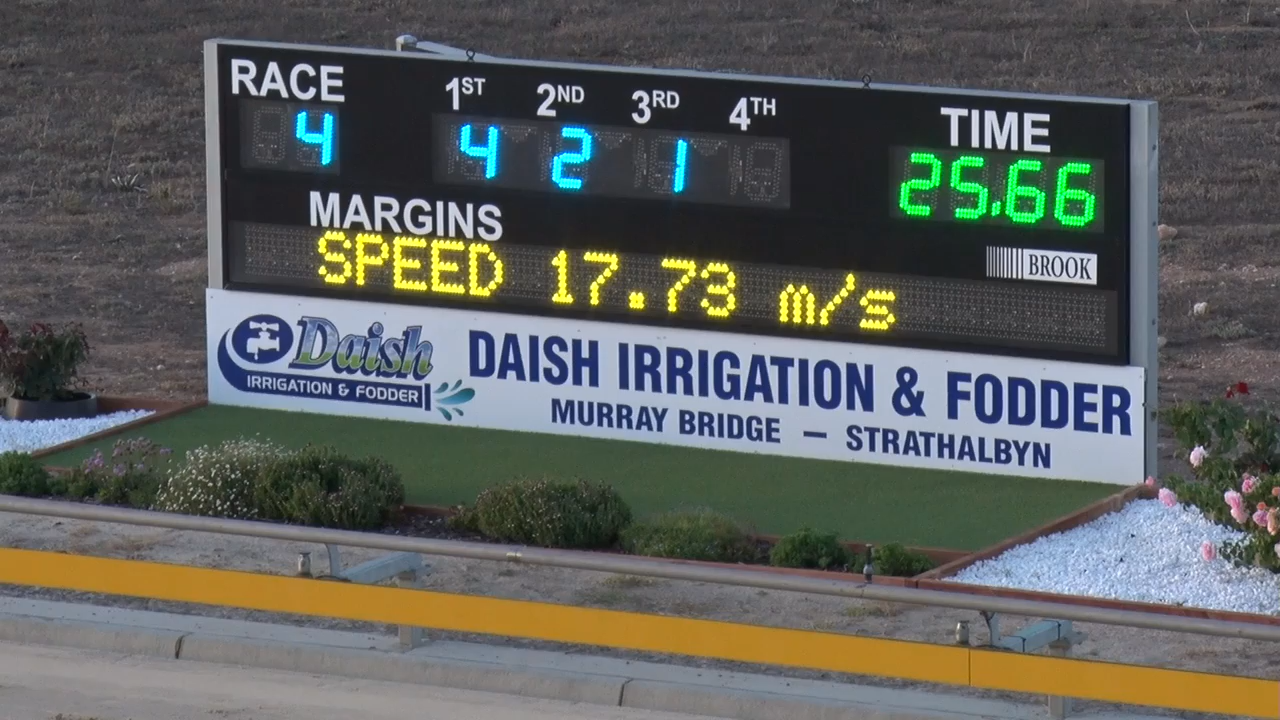 RACE 1ST 2ND 3RD 4TH TIME
4 4 2 1 25.66
MARGINS
SPEED 17.73 m/s
BROOK
Daish
IRRIGATION & FODDER
DAISH IRRIGATION & FODDER
MURRAY BRIDGE – STRATHALBYN